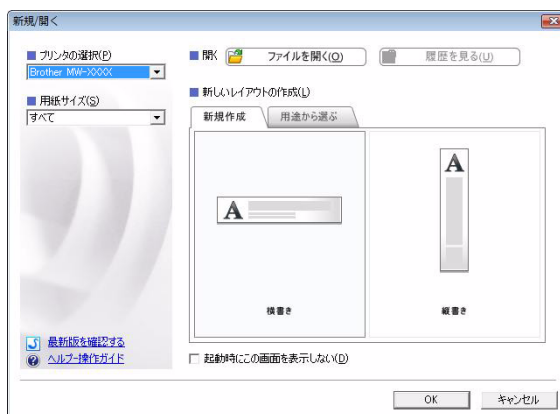 新規/開く
プリンタの選択(P)
Brother MW-XXXX
用紙サイズ(S)
すべて
開く
ファイルを開く(O)
履歴を見る(U)
新しいレイアウトの作成(L)
新規作成
用途から選ぶ
A
A
横書き
縦書き
最新版を確認する
ヘルプ-操作ガイド
起動時にこの画面を表示しない(D)
OK
キャンセル